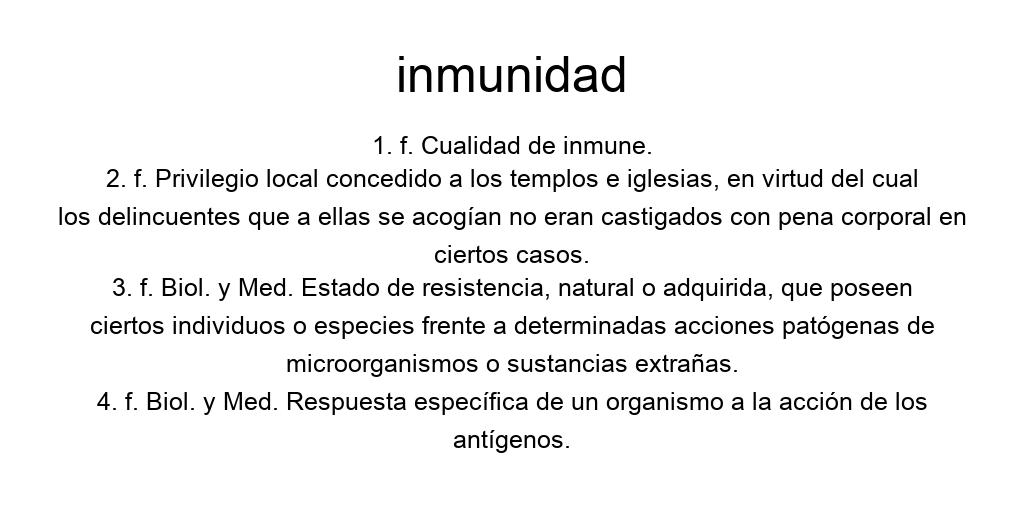 inmunidad
1. f. Cualidad de inmune.
2. f. Privilegio local concedido a los templos e iglesias, en virtud del cual
los delincuentes que a ellas se acogían no eran castigados con pena corporal en
ciertos casos.
3. f. Biol. y Med. Estado de resistencia, natural o adquirida, que poseen
ciertos individuos o especies frente a determinadas acciones patógenas de
microorganismos o sustancias extrañas.
4. f. Biol. y Med. Respuesta específica de un organismo a la acción de los
antígenos.